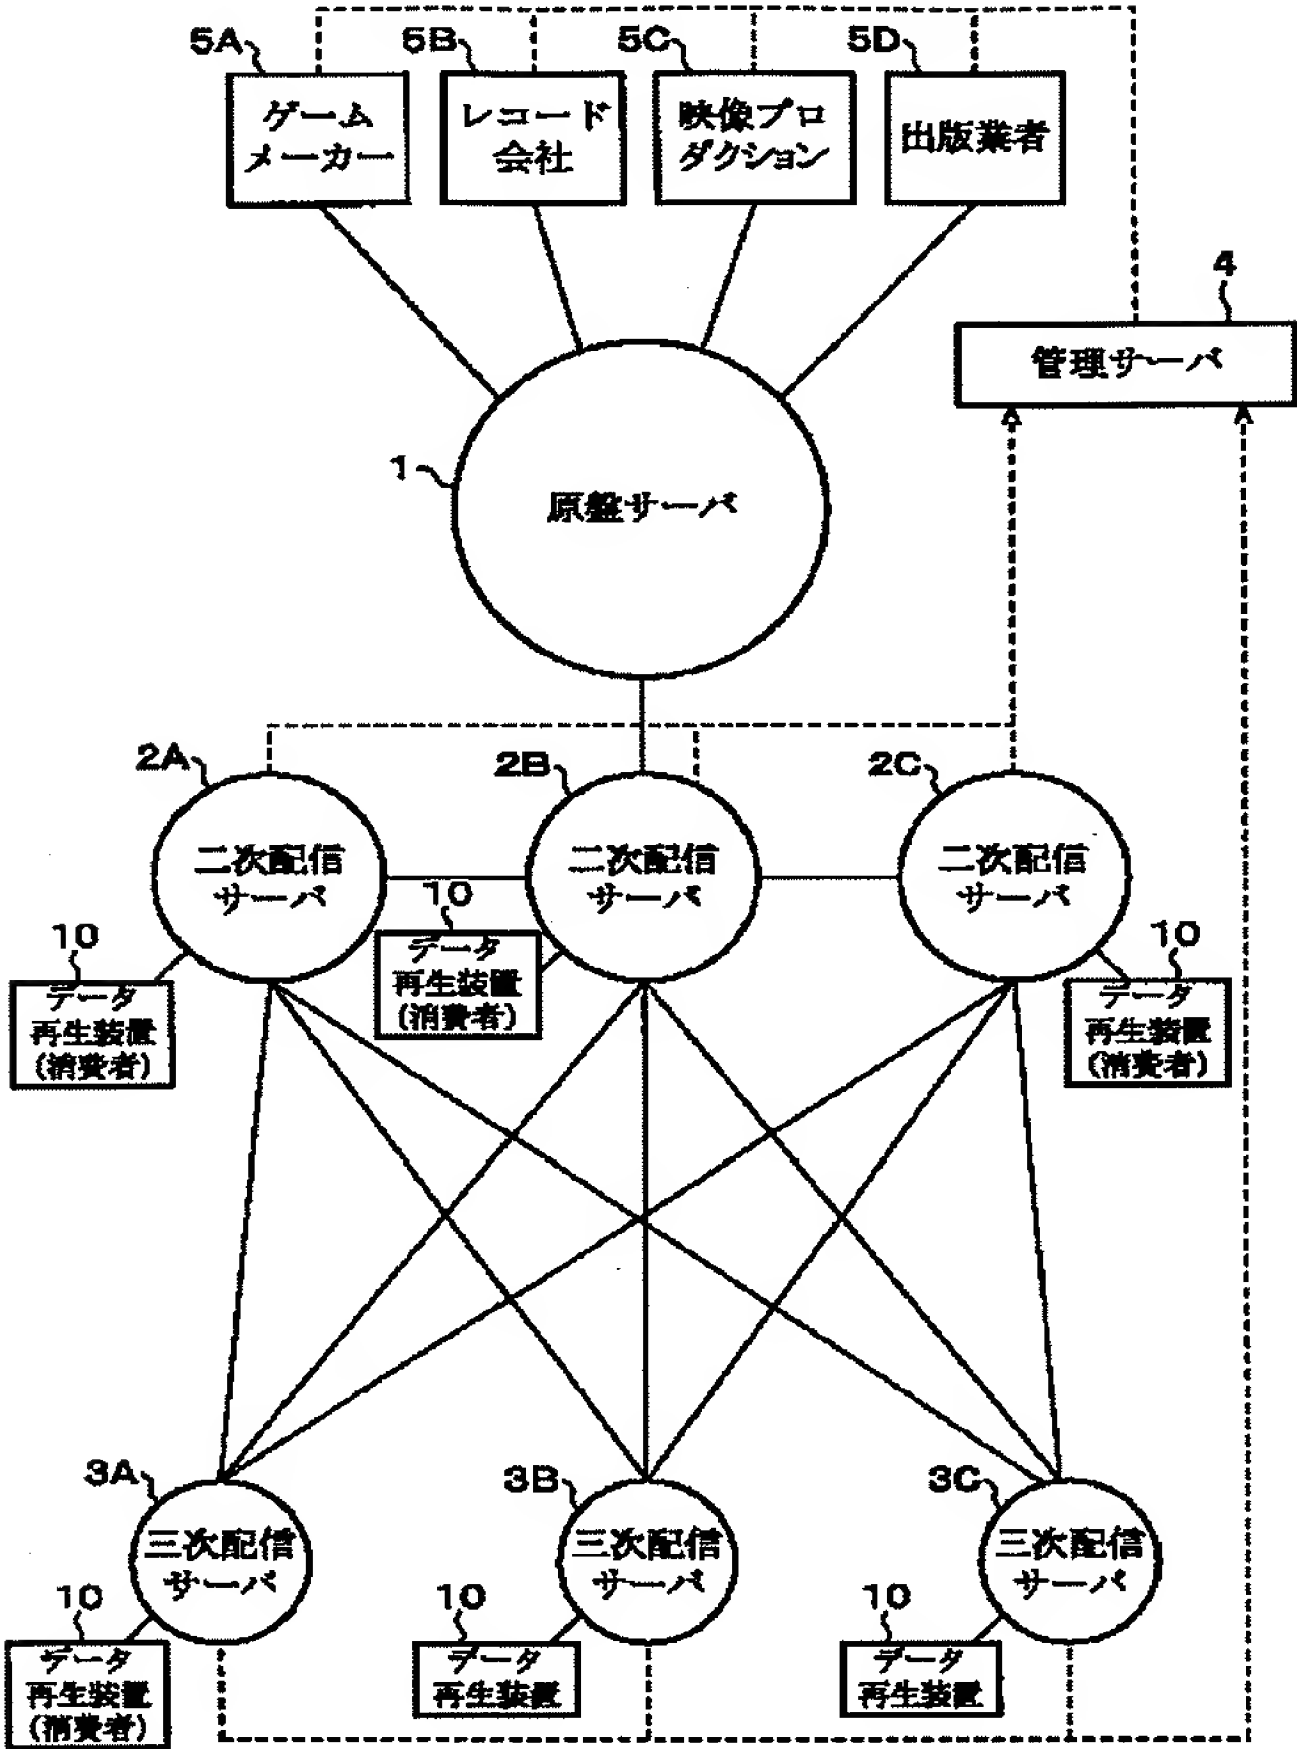 5A
5B
5C
5D
ゲーム
メーカー
レコード
会社
映像プロ
ダクション
出版業者
4
管理サーバ
1
原盤サーバ
2A
2B
2C
二次配信
サーバ
二次配信
サーバ
二次配信
サーバ
10
データ
再生装置
(消費者)
10
データ
再生装置
(消費者)
10
データ
再生装置
(消費者)
3A
3B
3C
三次配信
サーバ
三次配信
サーバ
三次配信
サーバ
10
データ
再生装置
(消費者)
10
データ
再生装置
10
データ
再生装置